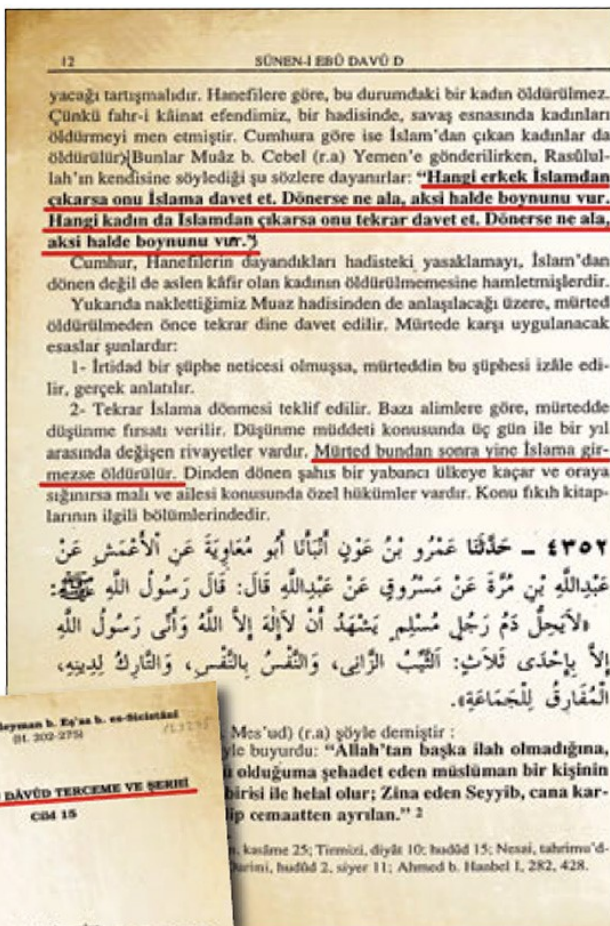 12
SÜNEN-İ EBÛ DAVÛD
yacağı tartışmalıdır. Hanefilere göre, bu durumdaki bir kadın öldürülmez.
Çünkü fahr-i kâinat efendimiz, bir hadisinde, savaş esnasında kadınları
öldürmeyi men etmiştir. Cumhura göre ise İslam'dan çıkan kadınlar da
öldürülür) Bunlar Muâz b. Cebel (r.a) Yemen'e gönderilirken, Rasûlul-
lah'ın kendisine söylediği şu sözlere dayanırlar: "Hangi erkek İslamdan
çıkarsa onu İslama davet et. Dönerse ne ala, aksi halde boynunu vur.
Hangi kadın da İslamdan çıkarsa onu tekrar davet et. Dönerse ne ala,
aksi halde boynunu vur."
Cumhur, Hanefilerin dayandıkları hadisteki yasaklamayı, İslam'dan
dönen değil de aslen kâfir olan kadının öldürülmemesine hamletmişlerdir.
Yukarıda naklettiğimiz Muaz hadisinden de anlaşılacağı üzere, mürted
öldürülmeden önce tekrar dine davet edilir. Mürtede karşı uygulanacak
esaslar şunlardır:
1- İrtidad bir şüphe neticesi olmuşsa, mürteddin bu şüphesi izâle edi-
lir, gerçek anlatılır.
2- Tekrar İslama dönmesi teklif edilir. Bazı alimlere göre, mürtedde
düşünme fırsatı verilir. Düşünme müddeti konusunda üç gün ile bir yıl
arasında değişen rivayetler vardır. Mürted bundan sonra yine İslama gir-
mezse öldürülür. Dinden dönen şahıs bir yabancı ülkeye kaçar ve oraya
sığınırsa malı ve ailesi konusunda özel hükümler vardır. Konu fıkıh kitap-
larının ilgili bölümlerindedir.
٤٣٥٢ ـ حَدَّثَنَا عَمْرُو بْنُ عَوْنٍ أَنْبَأَنَا أَبُو مُعَاوِيَةَ عَنِ الْأَعْمَشِ عَنْ
عَبْدِاللَّهِ بْنِ مُرَّةَ عَنْ مَسْرُوقٍ عَنْ عَبْدِاللَّهِ قَالَ: قَالَ رَسُولُ اللَّهِ ﷺ:
«لاَيَحِلُّ دَمُ رَجُلٍ مُسْلِمٍ يَشْهَدُ أَنْ لاَإِلَهَ إِلاَّ اللَّهُ وَأَنِّى رَسُولُ اللَّهِ
إِلاَّ بِإِحْدَى ثَلاَثٍ: اَلثَّيِّبُ الزَّانِى، وَالنَّفْسُ بِالنَّفْسِ، وَالتَّارِكُ لِدِينِهِ،
الْمُفَارِقُ لِلْجَمَاعَةِ».
Mes'ud) (r.a) şöyle demiştir :
yle buyurdu: "Allah'tan başka ilah olmadığına,
ü olduğuma şehadet eden müslüman bir kişinin
birisi ile helal olur; Zina eden Seyyib, cana kar-
lip cemaatten ayrılan." 2
kasâme 25; Tirmizi, diyât 10; hudûd 15; Nesai, tahrimu'd-
Darimi, hudûd 2, siyer 11; Ahmed b. Hanbel I, 282, 428.
leyman b. Eş'as b. es-Sicistânî
(H. 202-275)
DÂVÛD TERCEME VE ŞERHİ
Cild 15